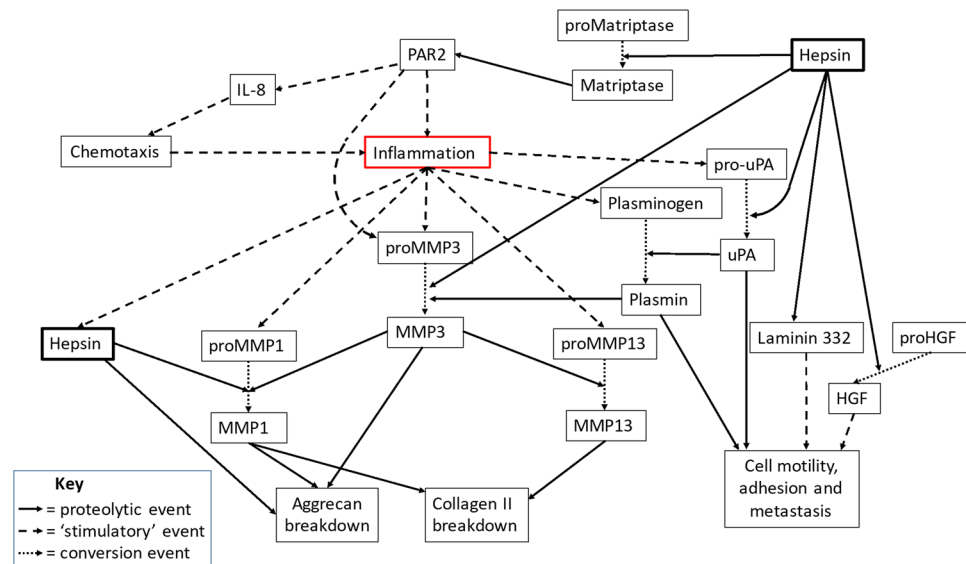 proMatriptase
PAR2
Hepsin
IL-8
Matriptase
Chemotaxis
Inflammation
pro-uPA
Plasminogen
proMMP3
uPA
Plasmin
Hepsin
proMMP1
MMP3
proMMP13
Laminin 332
proHGF
HGF
MMP1
MMP13
Key
= proteolytic event
= ‘stimulatory’ event
= conversion event
Aggrecan
breakdown
Collagen II
breakdown
Cell motility,
adhesion and
metastasis